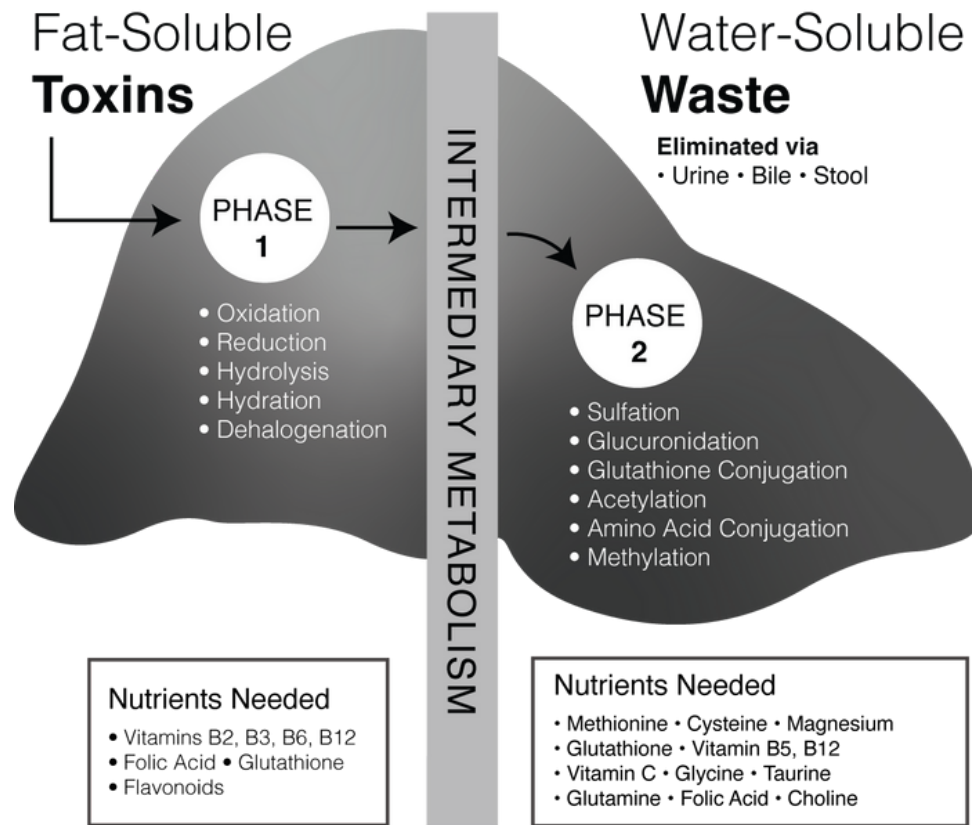 Fat-Soluble
Toxins
Water-Soluble
Waste
Eliminated via
• Urine • Bile • Stool
PHASE
1
• Oxidation
• Reduction
• Hydrolysis
• Hydration
• Dehalogenation
INTERMEDIARY METABOLISM
PHASE
2
• Sulfation
• Glucuronidation
• Glutathione Conjugation
• Acetylation
• Amino Acid Conjugation
• Methylation
Nutrients Needed
• Vitamins B2, B3, B6, B12
• Folic Acid • Glutathione
• Flavonoids
Nutrients Needed
• Methionine • Cysteine • Magnesium
• Glutathione • Vitamin B5, B12
• Vitamin C • Glycine • Taurine
• Glutamine • Folic Acid • Choline